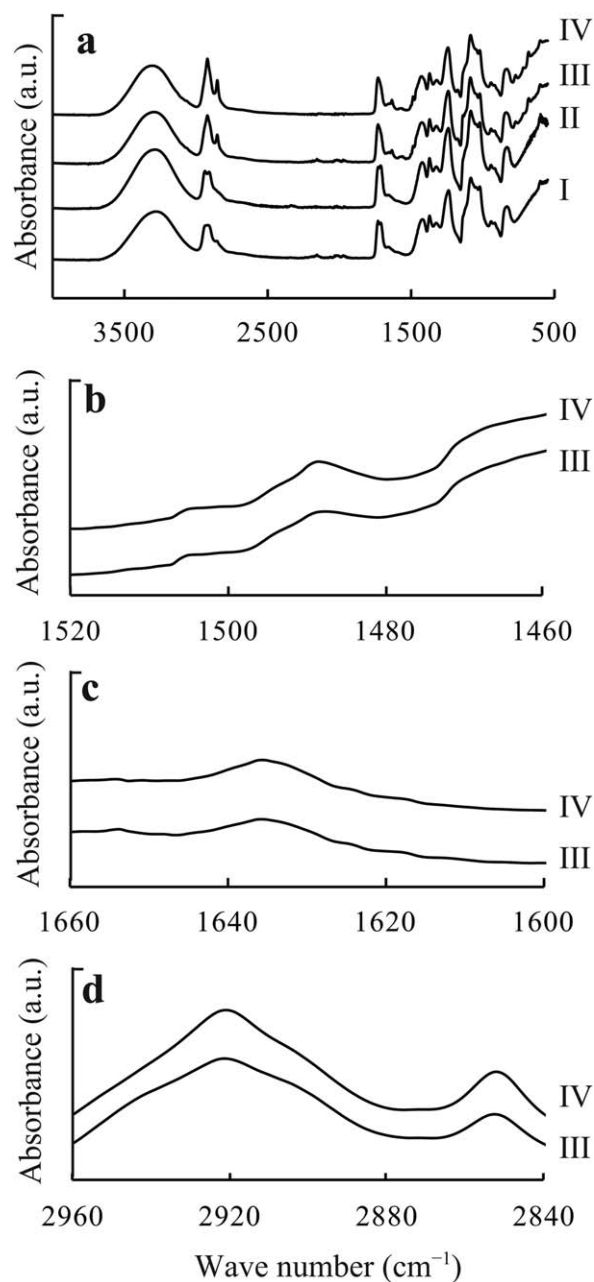 a
Absorbance (a.u.)
IV
III
II
I
3500 2500 1500 500
b
Absorbance (a.u.)
IV
III
1520 1500 1480 1460
c
Absorbance (a.u.)
IV
III
1660 1640 1620 1600
d
Absorbance (a.u.)
IV
III
2960 2920 2880 2840
Wave number (cm⁻¹)